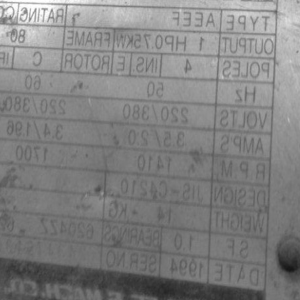 TYPE AEEF RATING
OUTPUT 1 HP 0.75KW FRAME 80
POLES 4 INS E ROTOR C
Hz 50 60
VOLTS 220/380 220/380
AMPS 3.5/2.0 3.4/1.96
R.P.M. 1410 1700
DESIGN JIS-C4210
WEIGHT 14 KG
S.F. 1.0 BEARINGS 6204ZZ
DATE 1994 SER NO